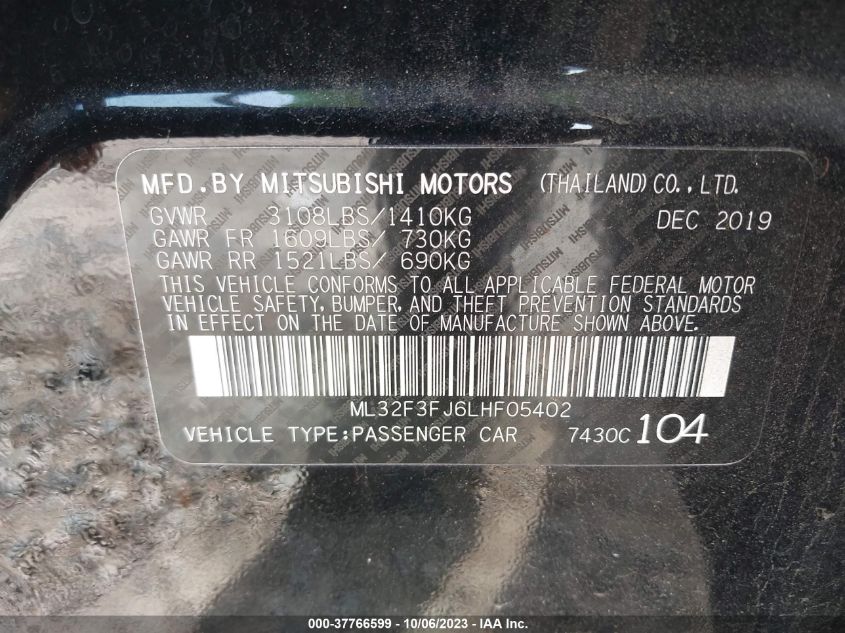 MFD.BY MITSUBISHI MOTORS (THAILAND)CO.,LTD.
GVWR 3108LBS/1410KG DEC 2019
GAWR FR 1609LBS/ 730KG
GAWR RR 1521LBS/ 690KG
THIS VEHICLE CONFORMS TO ALL APPLICABLE FEDERAL MOTOR
VEHICLE SAFETY, BUMPER, AND THEFT PREVENTION STANDARDS
IN EFFECT ON THE DATE OF MANUFACTURE SHOWN ABOVE.
ML32F3FJ6LHF05402
VEHICLE TYPE:PASSENGER CAR 7430C 104
000-37766599 - 10/06/2023 - IAA Inc.